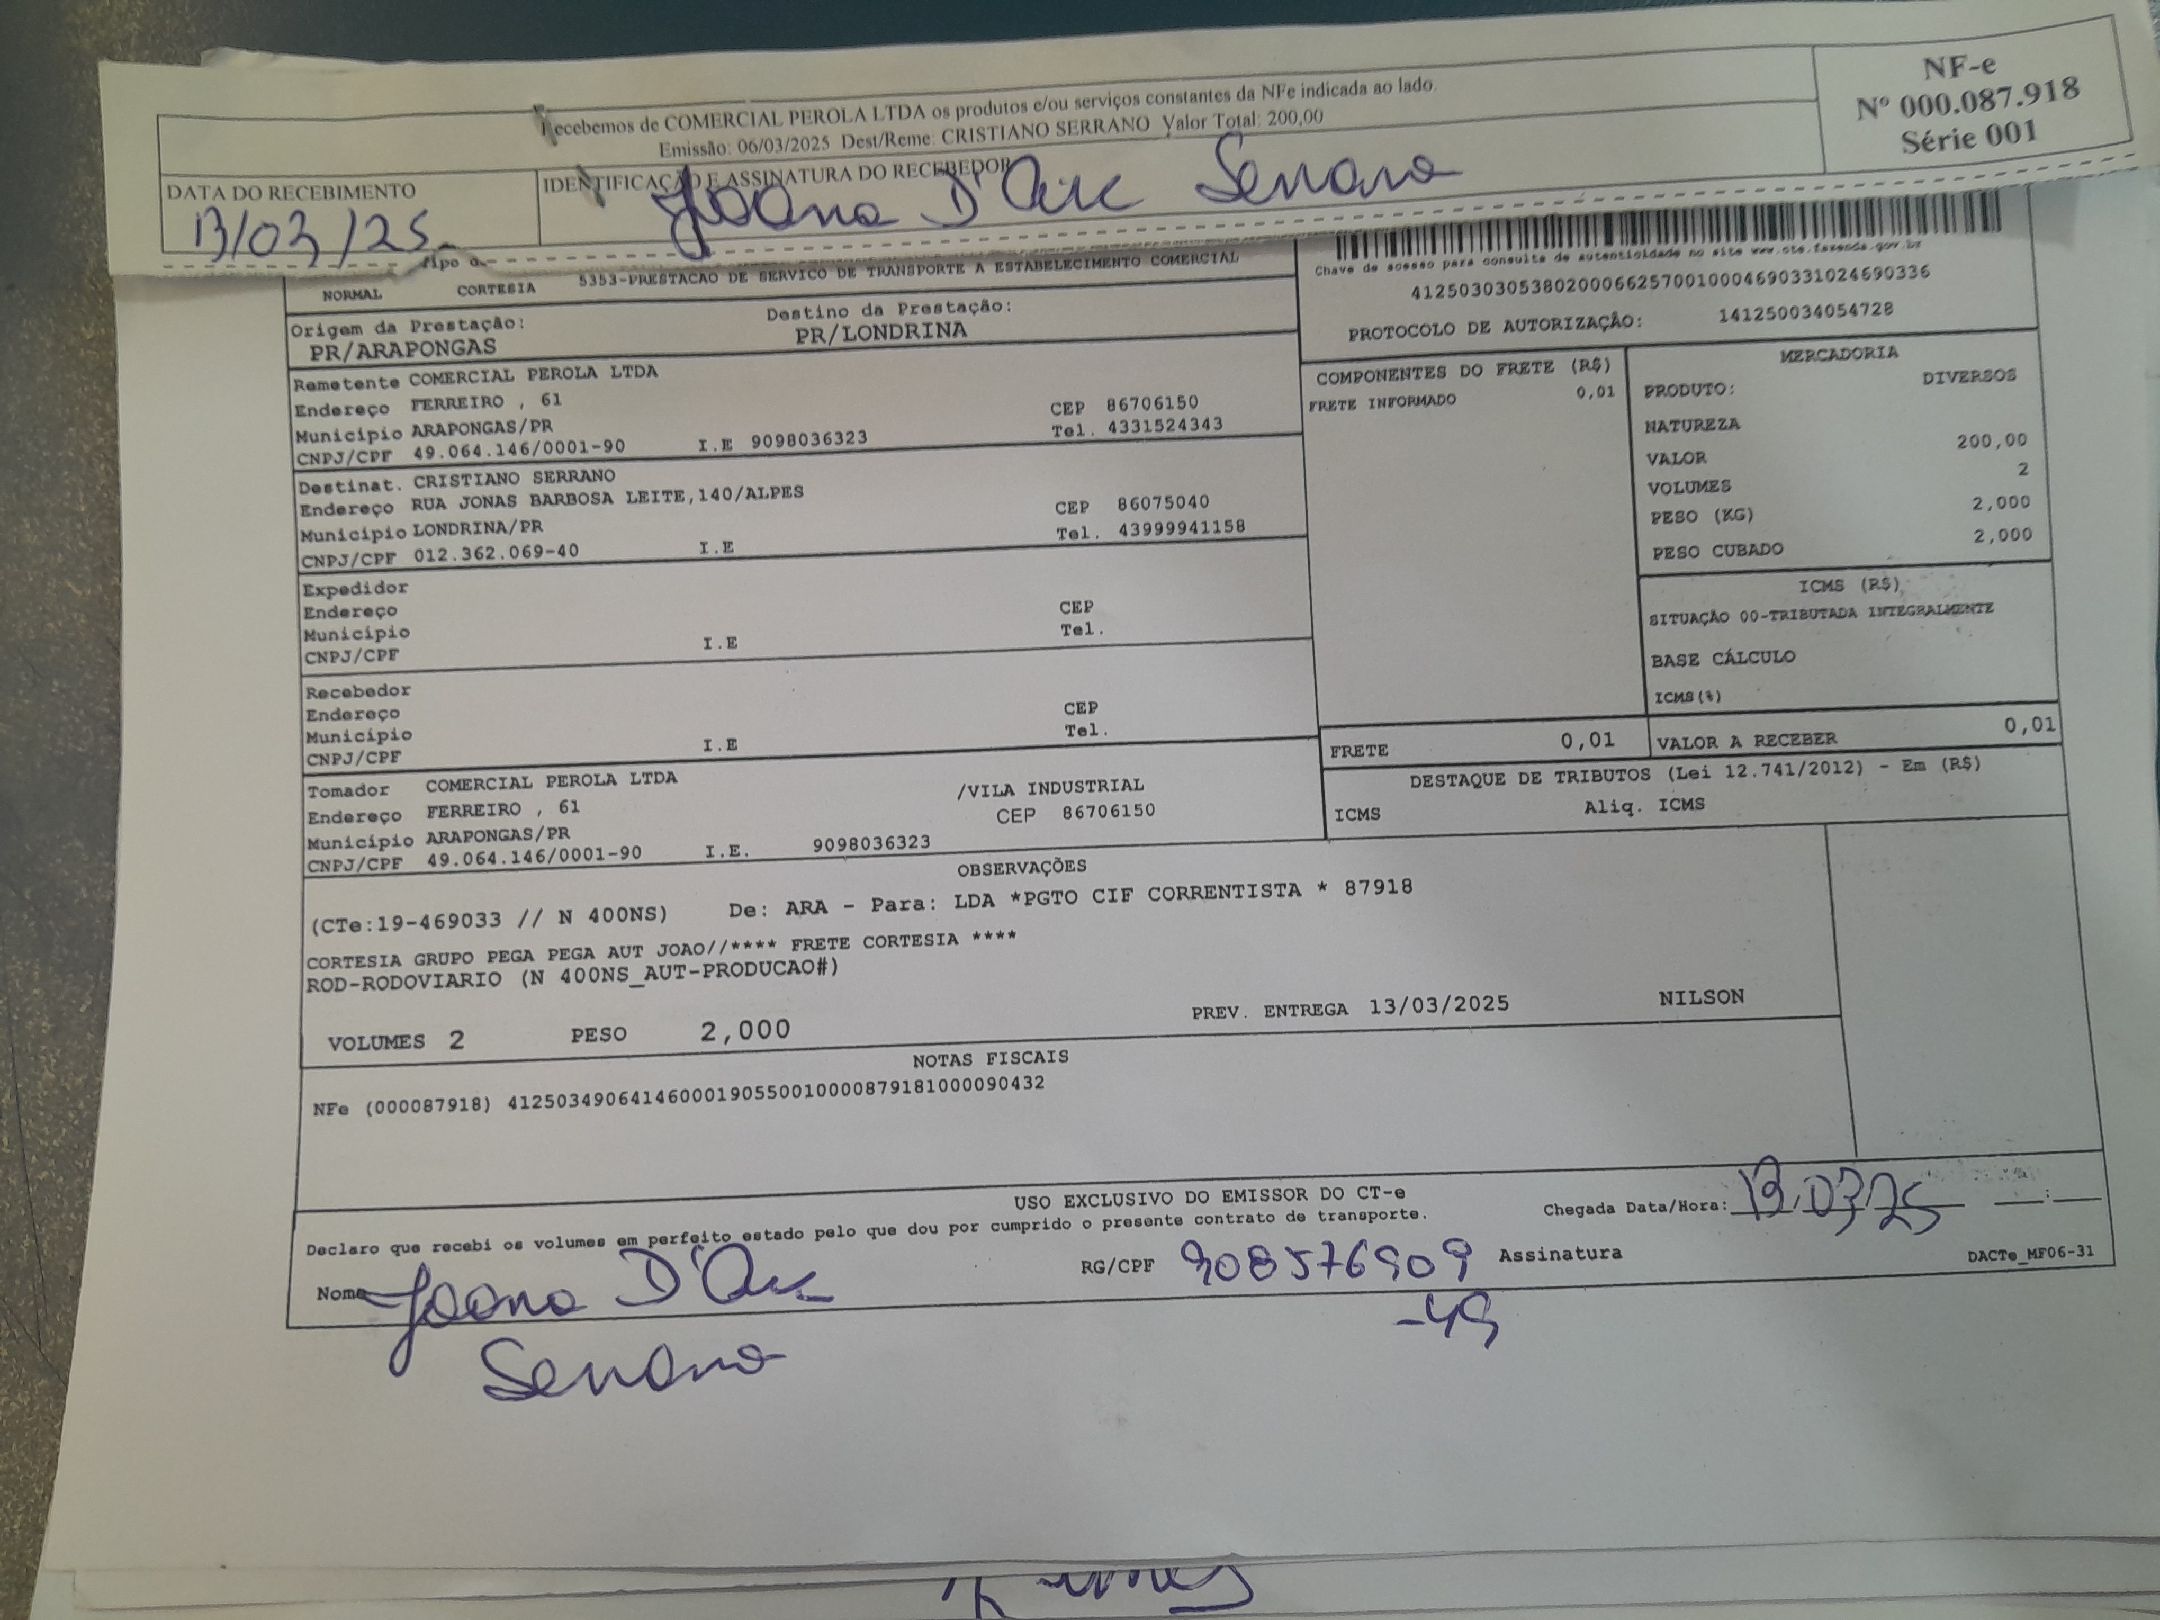 Recebemos de COMERCIAL PEROLA LTDA os produtos e/ou serviços constantes da NFe indicada ao lado.
Emissão: 06/03/2025 Dest/Reme: CRISTIANO SERRANO Valor Total: 200,00
NF-e
Nº 000.087.918
Série 001
DATA DO RECEBIMENTO
13/03/25
IDENTIFICAÇÃO E ASSINATURA DO RECEBEDOR
Joana D'Arc Serrano
Tipo
NORMAL CORTESIA 5353-PRESTACAO DE SERVICO DE TRANSPORTE A ESTABELECIMENTO COMERCIAL
Chave de acesso para consulta de autenticidade no site www.cte.fazenda.gov.br
41250303053802000662570010004690331024690336
PROTOCOLO DE AUTORIZAÇÃO: 141250034054728
Origem da Prestação: Destino da Prestação:
PR/ARAPONGAS PR/LONDRINA
Remetente COMERCIAL PEROLA LTDA
Endereço FERREIRO , 61 CEP 86706150
Município ARAPONGAS/PR Tel. 4331524343
CNPJ/CPF 49.064.146/0001-90 I.E 9098036323
Destinat. CRISTIANO SERRANO
Endereço RUA JONAS BARBOSA LEITE,140/ALPES CEP 86075040
Município LONDRINA/PR Tel. 43999941158
CNPJ/CPF 012.362.069-40 I.E
Expedidor
Endereço CEP
Município Tel.
CNPJ/CPF I.E
Recebedor
Endereço CEP
Município Tel.
CNPJ/CPF I.E
Tomador COMERCIAL PEROLA LTDA /VILA INDUSTRIAL
Endereço FERREIRO , 61 CEP 86706150
Município ARAPONGAS/PR
CNPJ/CPF 49.064.146/0001-90 I.E. 9098036323
COMPONENTES DO FRETE (R$)
FRETE INFORMADO 0,01
MERCADORIA
PRODUTO: DIVERSOS
NATUREZA
VALOR 200,00
VOLUMES 2
PESO (KG) 2,000
PESO CUBADO 2,000
ICMS (R$)
SITUAÇÃO 00-TRIBUTADA INTEGRALMENTE
BASE CÁLCULO
ICMS(%)
FRETE 0,01 VALOR A RECEBER 0,01
DESTAQUE DE TRIBUTOS (Lei 12.741/2012) - Em (R$)
ICMS Aliq. ICMS
OBSERVAÇÕES
(CTe:19-469033 // N 400NS) De: ARA - Para: LDA *PGTO CIF CORRENTISTA * 87918
CORTESIA GRUPO PEGA PEGA AUT JOAO//**** FRETE CORTESIA ****
ROD-RODOVIARIO (N 400NS_AUT-PRODUCAO#)
VOLUMES 2 PESO 2,000 PREV. ENTREGA 13/03/2025 NILSON
NOTAS FISCAIS
NFe (000087918) 41250349064146000190550010000879181000090432
USO EXCLUSIVO DO EMISSOR DO CT-e
Declaro que recebi os volumes em perfeito estado pelo que dou por cumprido o presente contrato de transporte.
Chegada Data/Hora: 13/03/25 __:__
Nome Joana D'Arc RG/CPF 908576909 Assinatura DACTe_MF06-31
-49
Serrano